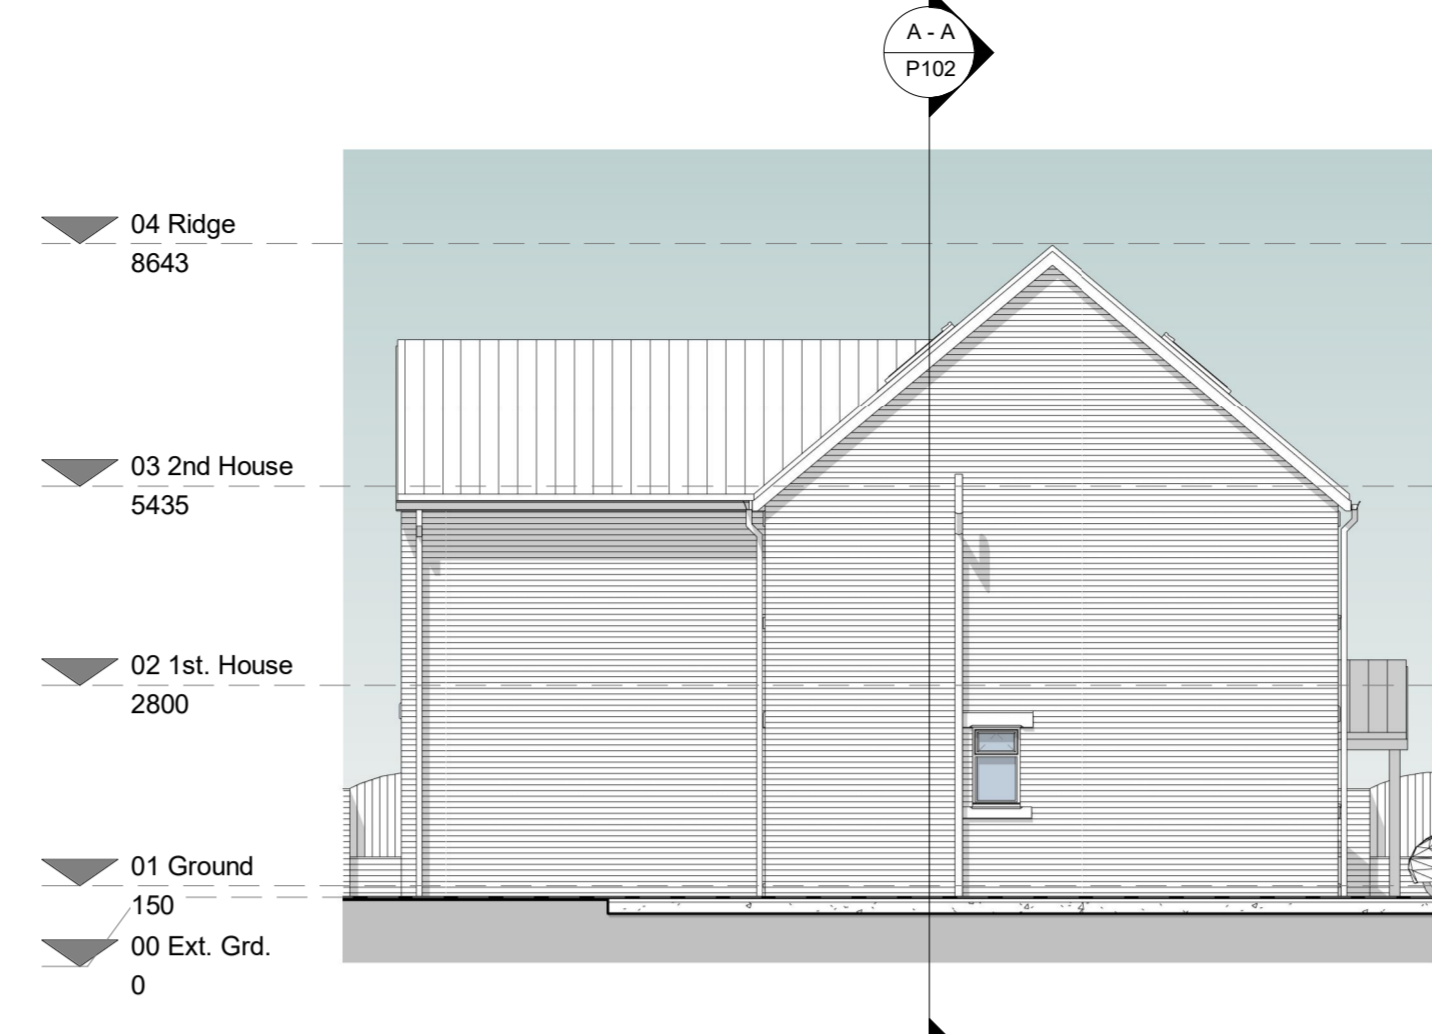 A - A
P102
04 Ridge
8643
03 2nd House
5435
02 1st. House
2800
01 Ground
150
00 Ext. Grd.
0